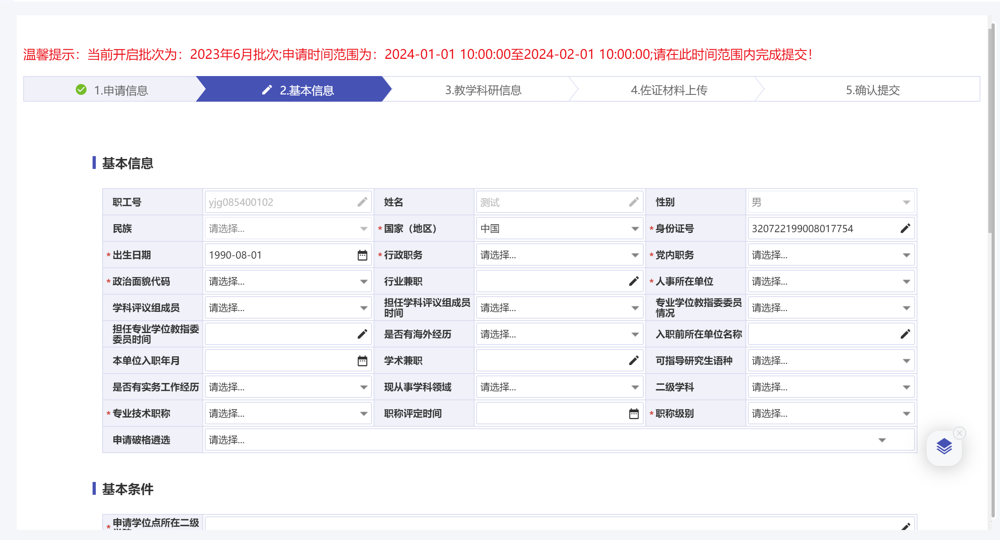 温馨提示：当前开启批次为：2023年6月批次;申请时间范围为：2024-01-01 10:00:00至2024-02-01 10:00:00;请在此时间范围内完成提交！
1.申请信息 2.基本信息 3.教学科研信息 4.佐证材料上传 5.确认提交
基本信息
职工号 yjg085400102 姓名 测试 性别 男
民族 请选择... *国家（地区） 中国 *身份证号 320722199008017754
*出生日期 1990-08-01 *行政职务 请选择... *党内职务 请选择...
*政治面貌代码 请选择... 行业兼职 *人事所在单位 请选择...
学科评议组成员 请选择... 担任学科评议组成员时间 请选择... 专业学位教指委委员情况 请选择...
担任专业学位教指委委员时间 是否有海外经历 请选择... 入职前所在单位名称
本单位入职年月 学术兼职 可指导研究生语种 请选择...
是否有实务工作经历 请选择... 现从事学科领域 请选择... 二级学科 请选择...
*专业技术职称 请选择... 职称评定时间 *职称级别 请选择...
申请破格遴选 请选择...
基本条件
*申请学位点所在二级